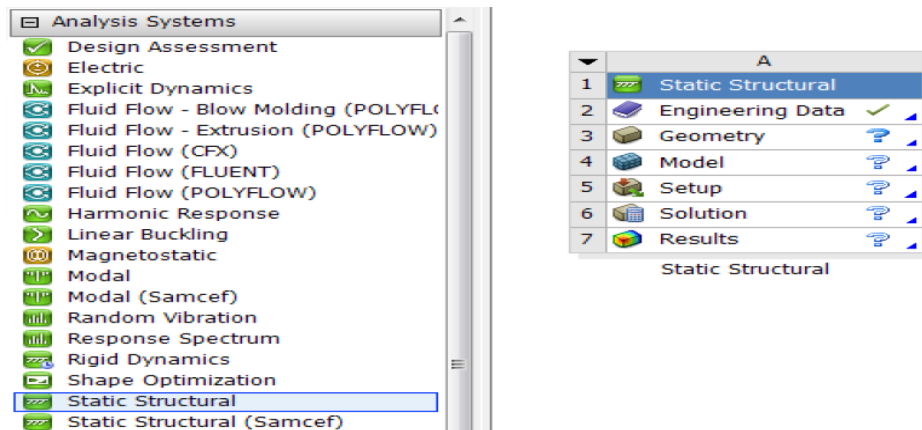 Analysis Systems
Design Assessment
Electric
Explicit Dynamics
Fluid Flow - Blow Molding (POLYFL
Fluid Flow - Extrusion (POLYFLOW)
Fluid Flow (CFX)
Fluid Flow (FLUENT)
Fluid Flow (POLYFLOW)
Harmonic Response
Linear Buckling
Magnetostatic
Modal
Modal (Samcef)
Random Vibration
Response Spectrum
Rigid Dynamics
Shape Optimization
Static Structural
Static Structural (Samcef)
A
1 Static Structural
2 Engineering Data
3 Geometry ?
4 Model ?
5 Setup ?
6 Solution ?
7 Results ?
Static Structural